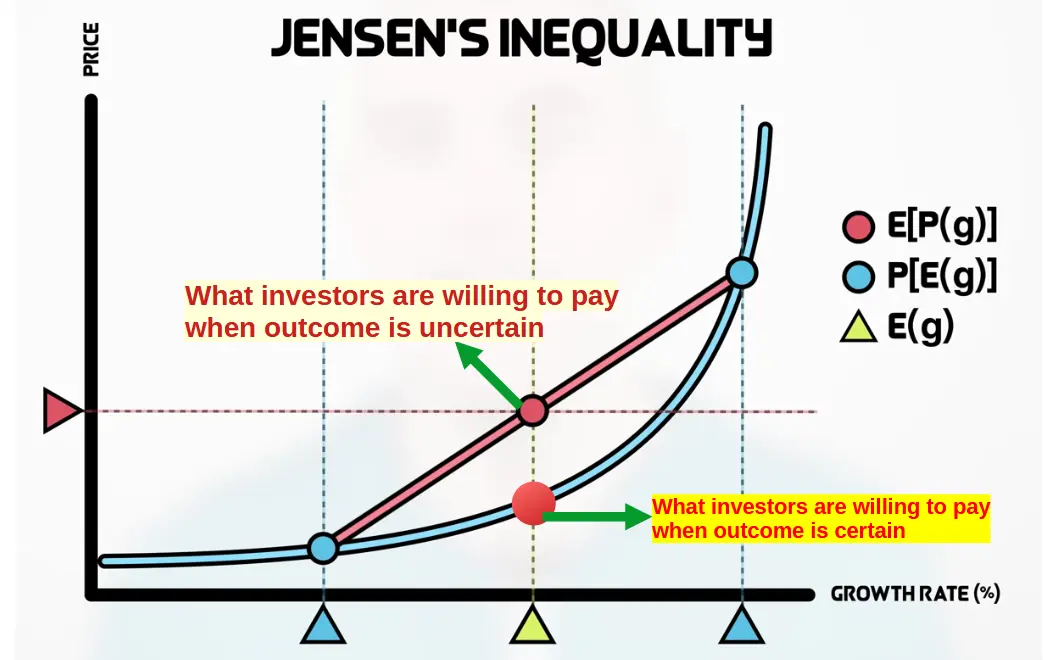 JENSEN'S INEQUALITY
PRICE
E[P(g)]
P[E(g)]
E(g)
What investors are willing to pay
when outcome is uncertain
What investors are willing to pay
when outcome is certain
GROWTH RATE (%)